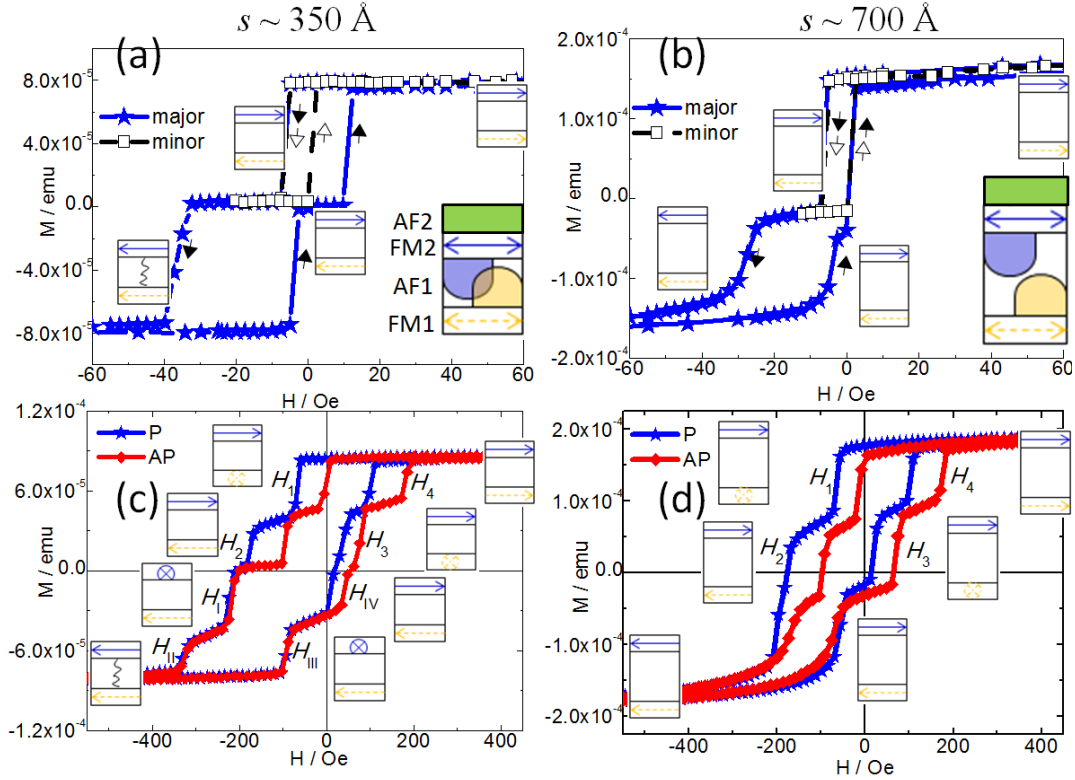 s ~ 350 Å
s ~ 700 Å
(a)
8.0x10⁻⁵
4.0x10⁻⁵
0.0
-4.0x10⁻⁵
-8.0x10⁻⁵
M / emu
major
minor
AF2
FM2
AF1
FM1
-60 -40 -20 0 20 40 60
H / Oe
(b)
2.0x10⁻⁴
1.0x10⁻⁴
0.0
-1.0x10⁻⁴
-2.0x10⁻⁴
M / emu
major
minor
-60 -40 -20 0 20 40 60
H / Oe
(c)
1.2x10⁻⁴
6.0x10⁻⁵
0.0
-6.0x10⁻⁵
-1.2x10⁻⁴
M / emu
P
AP
H₁
H₂
H_I
H_II
H_III
H_IV
H₃
H₄
-400 -200 0 200 400
H / Oe
(d)
2.0x10⁻⁴
1.0x10⁻⁴
0.0
-1.0x10⁻⁴
-2.0x10⁻⁴
M / emu
P
AP
H₁
H₂
H₃
H₄
-400 -200 0 200 400
H / Oe